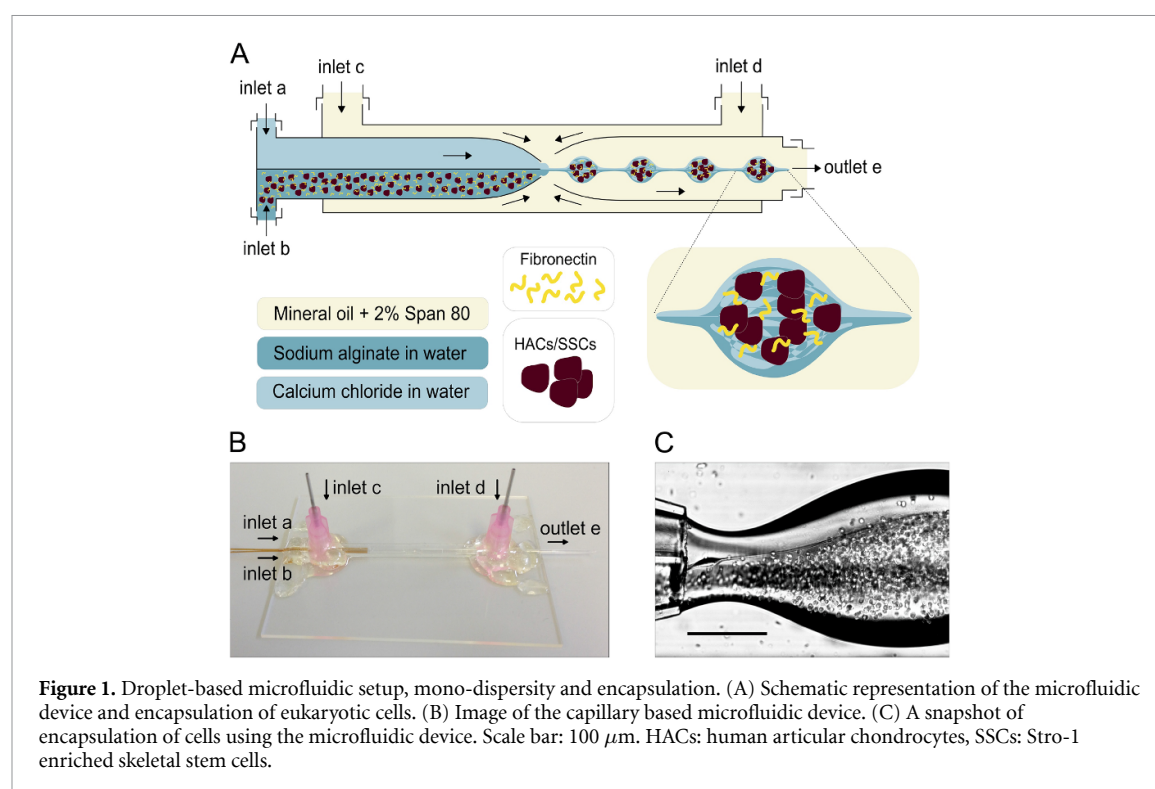 A
inlet c
inlet d
inlet a
outlet e
inlet b
Fibronectin
Mineral oil + 2% Span 80
HACs/SSCs
Sodium alginate in water
Calcium chloride in water
B
C
inlet c
inlet d
inlet a
outlet e
inlet b
Figure 1. Droplet-based microfluidic setup, mono-dispersity and encapsulation. (A) Schematic representation of the microfluidic
device and encapsulation of eukaryotic cells. (B) Image of the capillary based microfluidic device. (C) A snapshot of
encapsulation of cells using the microfluidic device. Scale bar: 100 μm. HACs: human articular chondrocytes, SSCs: Stro-1
enriched skeletal stem cells.